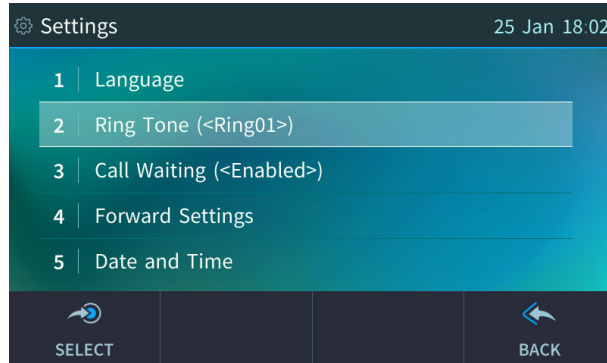 Settings 25 Jan 18:02
1 Language
2 Ring Tone (<Ring01>)
3 Call Waiting (<Enabled>)
4 Forward Settings
5 Date and Time
SELECT BACK